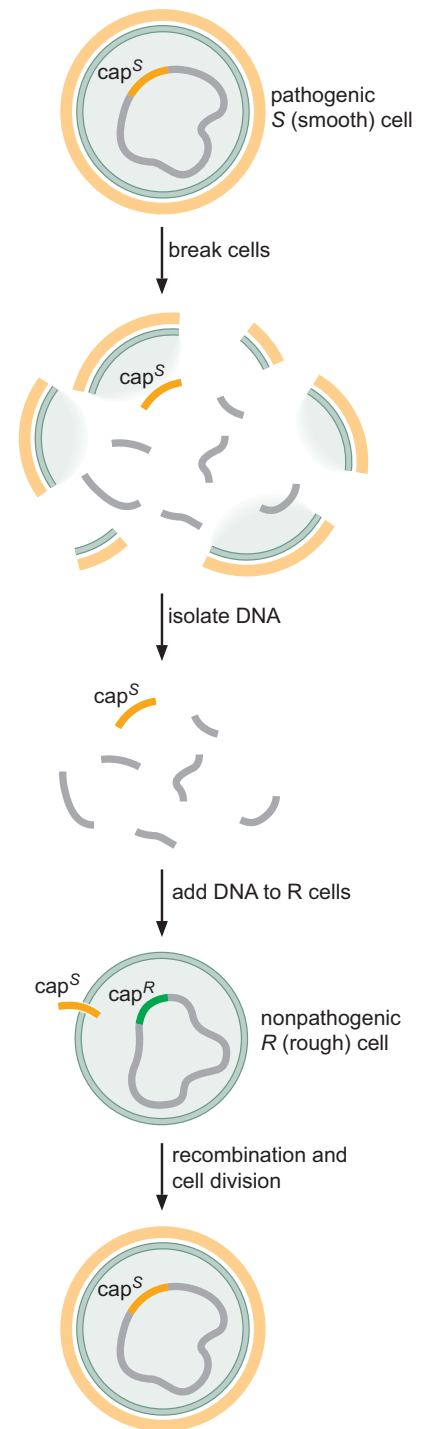 cap^S
pathogenic
S (smooth) cell
break cells
cap^S
isolate DNA
cap^S
add DNA to R cells
cap^S
cap^R
nonpathogenic
R (rough) cell
recombination and
cell division
cap^S